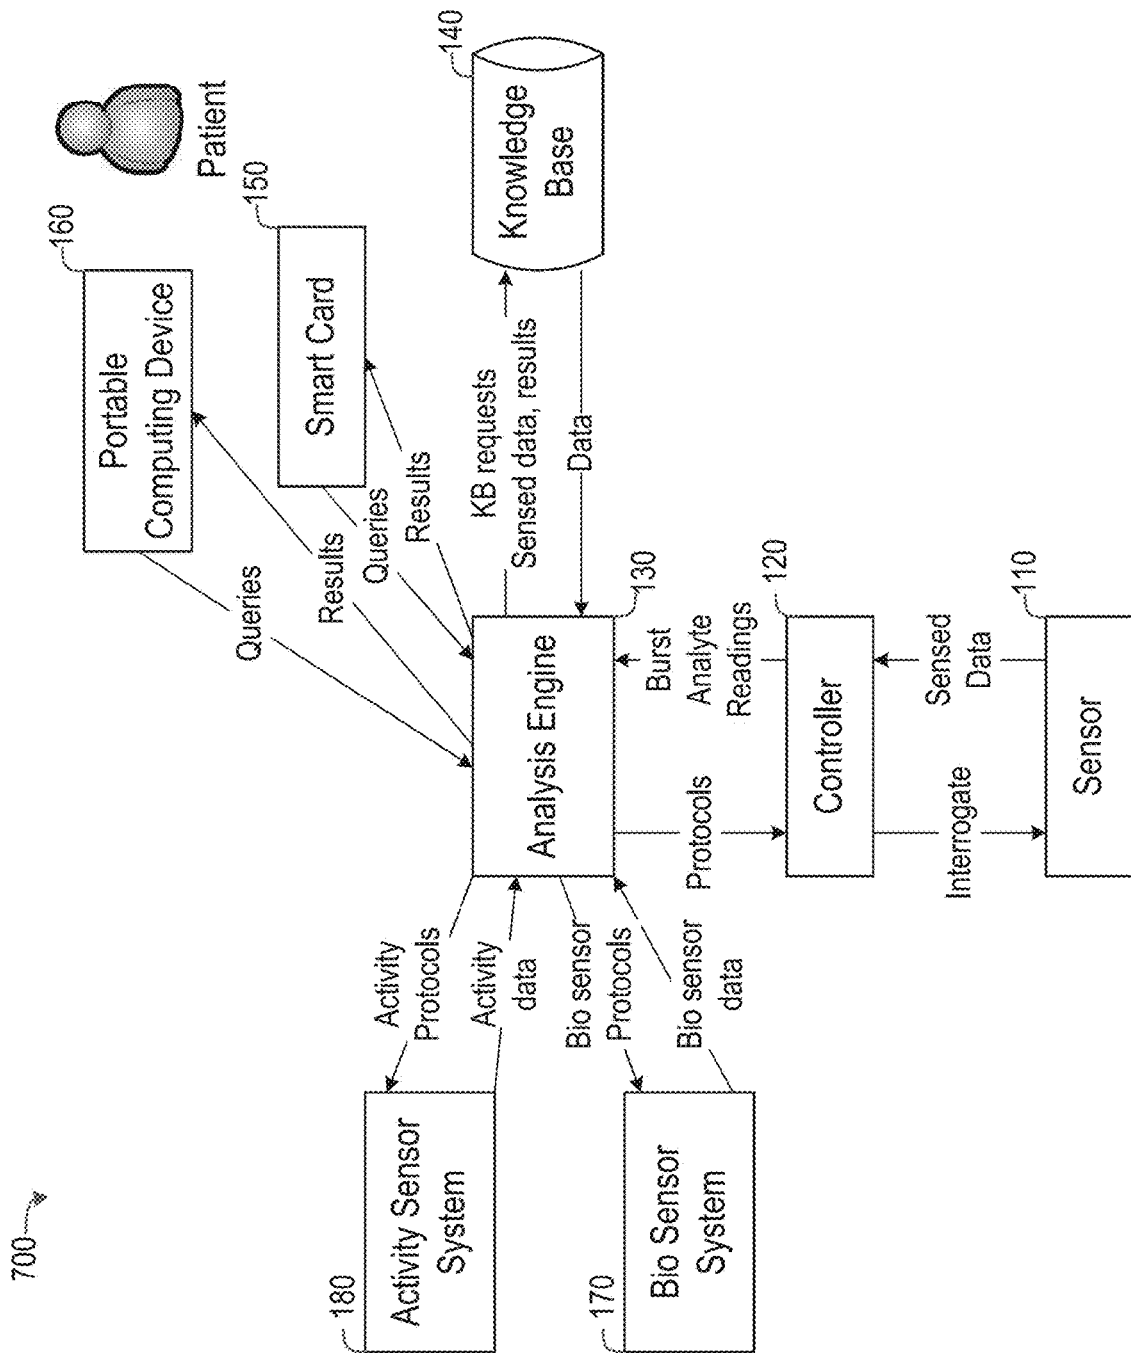 700
160
Portable
Computing Device
Patient
150
Smart Card
140
Knowledge
Base
Queries
Results
Queries
Results
KB requests
Sensed data, results
Data
130
Analysis Engine
180
Activity Sensor
System
Activity
Protocols
Activity
data
170
Bio Sensor
System
Bio sensor
Protocols
Bio sensor
data
Protocols
Burst
Analyte
Readings
120
Controller
Interrogate
Sensed
Data
110
Sensor